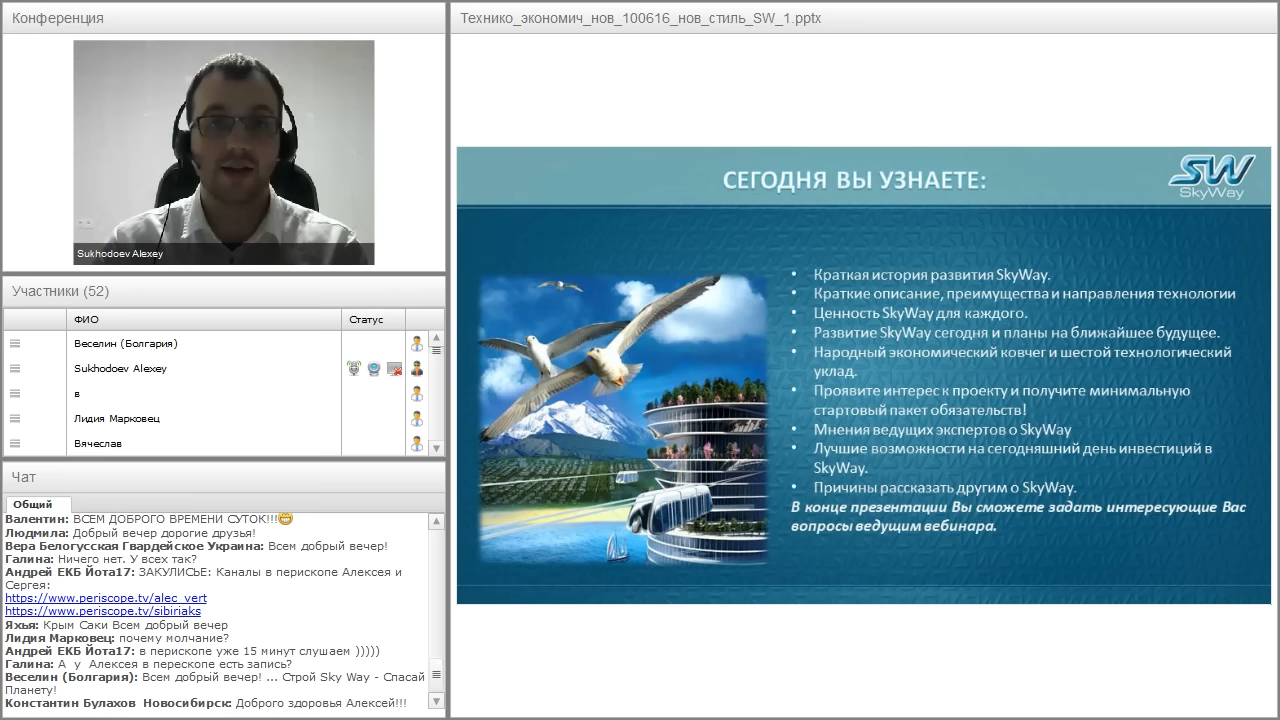 Конференция
Sukhodoev Alexey
Участники (52)
ФИО
Статус
Веселин (Болгария)
Sukhodoev Alexey
в
Лидия Марковец
Вячеслав
Чат
Общий
Валентин: ВСЕМ ДОБРОГО ВРЕМЕНИ СУТОК!!!
Людмила: Добрый вечер дорогие друзья!
Вера Белогусская Гвардейское Украина: Всем добрый вечер!
Галина: Ничего нет. У всех так?
Андрей ЕКБ Йота17: ЗАКУЛИСЬЕ: Каналы в перископе Алексея и
Сергея:
https://www.periscope.tv/alec_vert
https://www.periscope.tv/sibiriaks
Яхья: Крым Саки Всем добрый вечер
Лидия Марковец: почему молчание?
Андрей ЕКБ Йота17: в перископе уже 15 минут слушаем )))))
Галина: А у Алексея в перескопе есть запись?
Веселин (Болгария): Всем добрый вечер! ... Строй Sky Way - Спасай
Планету!
Константин Булахов Новосибирск: Доброго здоровья Алексей!!!
Технико_экономич_нов_100616_нов_стиль_SW_1.pptx
СЕГОДНЯ ВЫ УЗНАЕТЕ:
SW
SkyWay
• Краткая история развития SkyWay.
• Краткие описание, преимущества и направления технологии
• Ценность SkyWay для каждого.
• Развитие SkyWay сегодня и планы на ближайшее будущее.
• Народный экономический ковчег и шестой технологический
уклад.
• Проявите интерес к проекту и получите минимальную
стартовый пакет обязательств!
• Мнения ведущих экспертов о SkyWay
• Лучшие возможности на сегодняшний день инвестиций в
SkyWay.
• Причины рассказать другим о SkyWay.
В конце презентации Вы сможете задать интересующие Вас
вопросы ведущим вебинара.